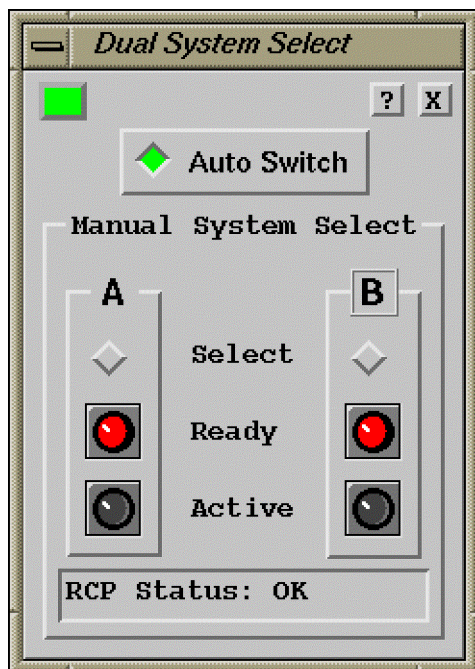 Dual System Select
? X
Auto Switch
Manual System Select
A B
Select
Ready
Active
RCP Status: OK